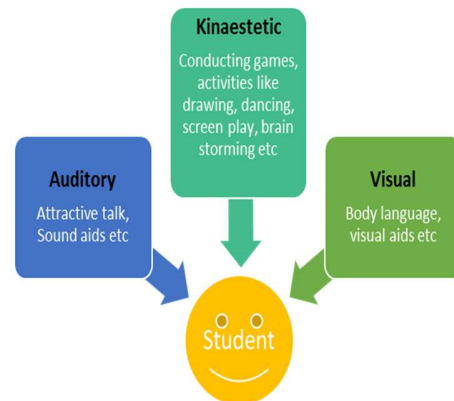 Kinaestetic
Conducting games,
activities like
drawing, dancing,
screen play, brain
storming etc
Auditory
Attractive talk,
Sound aids etc
Visual
Body language,
visual aids etc
Student